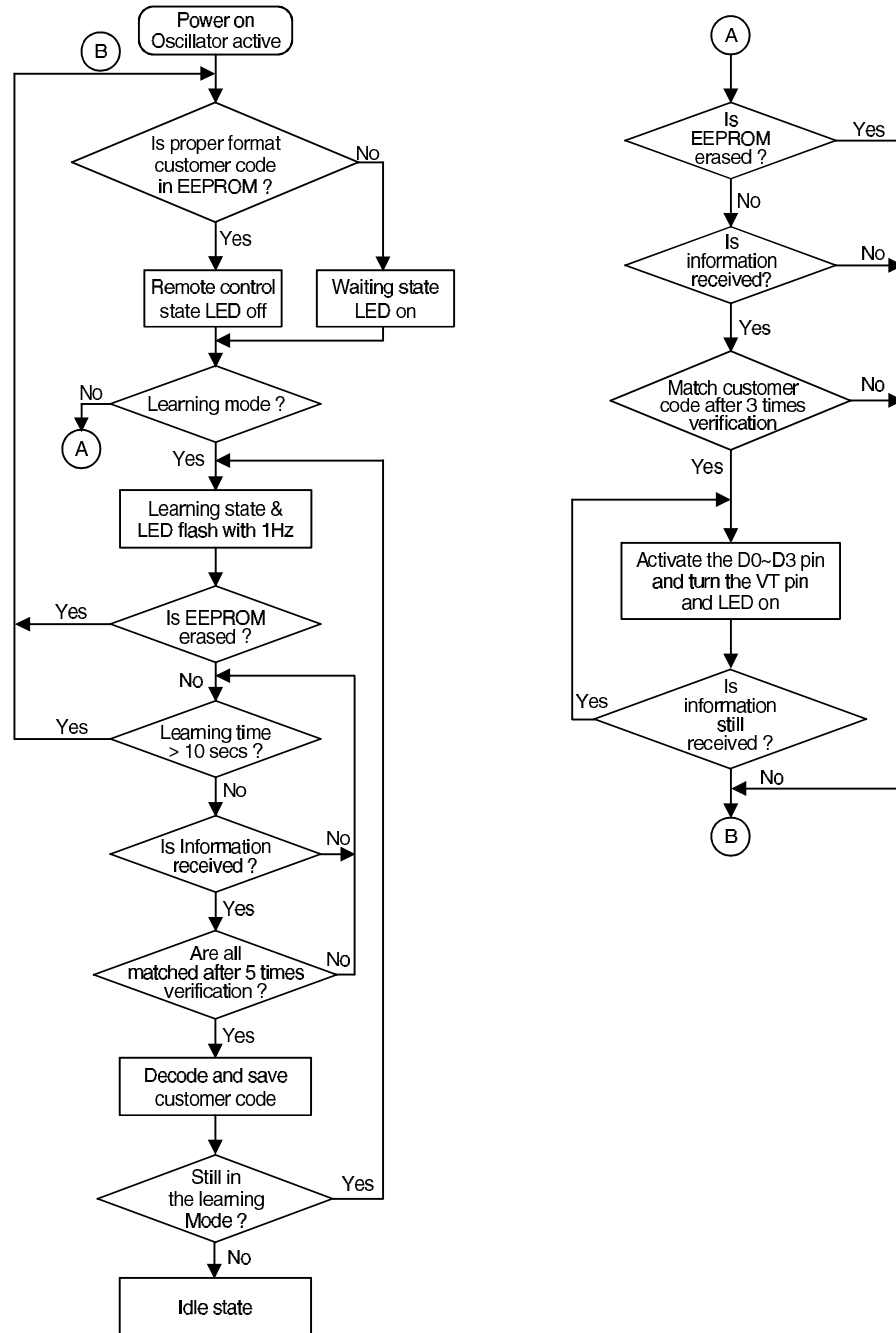 Power on
Oscillator active
B
Is proper format
customer code
in EEPROM ?
No
Yes
Remote control
state LED off
Waiting state
LED on
No
Learning mode ?
A
Yes
Learning state &
LED flash with 1Hz
Yes
Is EEPROM
erased ?
No
Yes
Learning time
> 10 secs ?
No
Is Information
received ?
No
Yes
Are all
matched after 5 times
verification ?
No
Yes
Decode and save
customer code
Still in
the learning
Mode ?
Yes
No
Idle state
A
Is
EEPROM
erased ?
Yes
No
Is
information
received?
No
Yes
Match customer
code after 3 times
verification
No
Yes
Activate the D0~D3 pin
and turn the VT pin
and LED on
Yes
Is
information
still
received ?
No
B